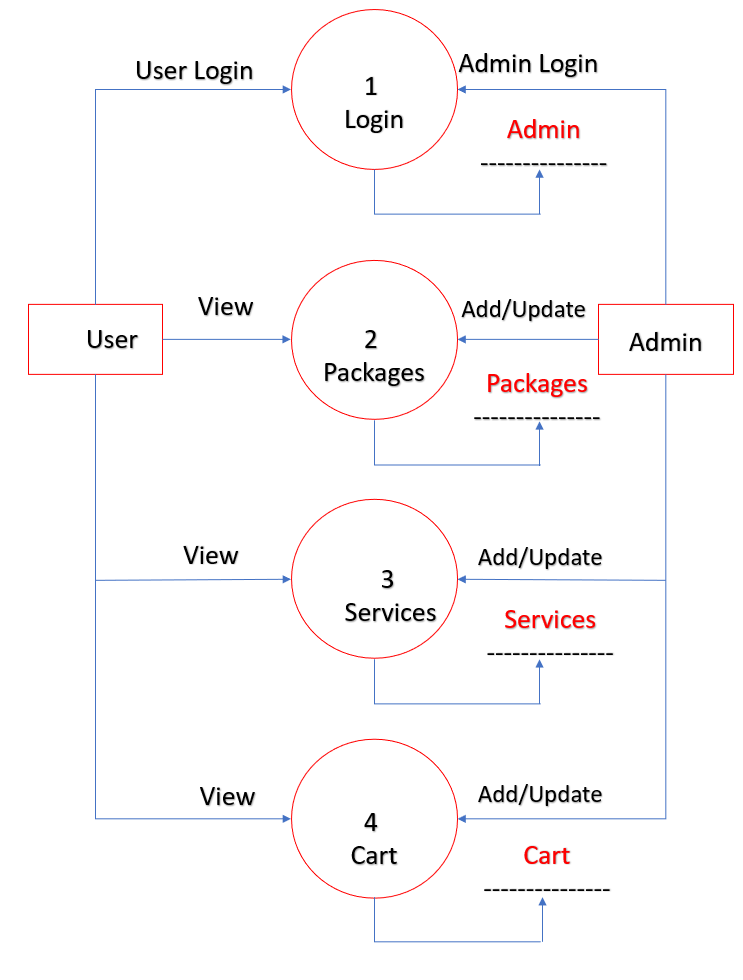 User Login
1
Login
Admin Login
Admin
---------------
View
2
Packages
Add/Update
User
Admin
Packages
---------------
View
3
Services
Add/Update
Services
---------------
View
4
Cart
Add/Update
Cart
---------------